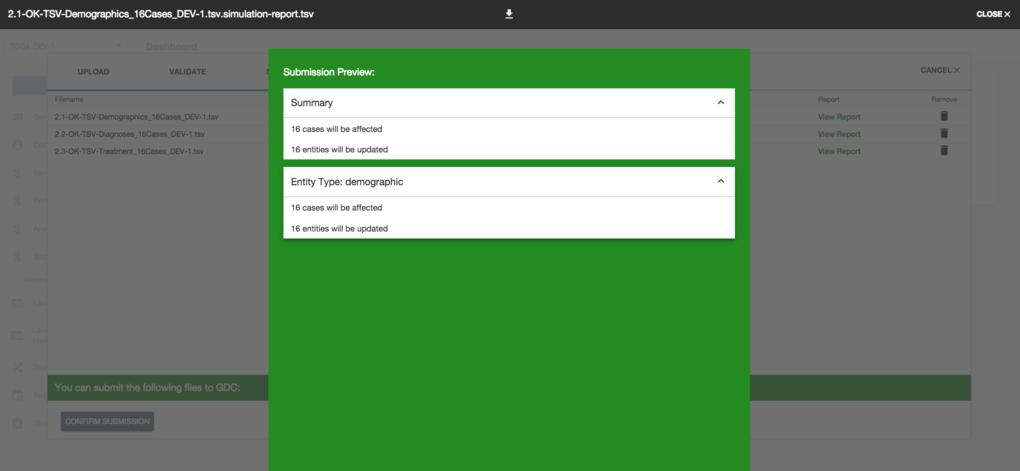 2.1-OK-TSV-Demographics_16Cases_DEV-1.tsv.simulation-report.tsv
CLOSE ×
Dashboard
UPLOAD
VALIDATE
CANCEL ×
Filename
Report
Remove
2.1-OK-TSV-Demographics_16Cases_DEV-1.tsv
View Report
2.2-OK-TSV-Diagnoses_16Cases_DEV-1.tsv
View Report
2.3-OK-TSV-Treatment_16Cases_DEV-1.tsv
View Report
Submission Preview:
Summary
16 cases will be affected
16 entities will be updated
Entity Type: demographic
16 cases will be affected
16 entities will be updated
You can submit the following files to GDC:
CONFIRM SUBMISSION